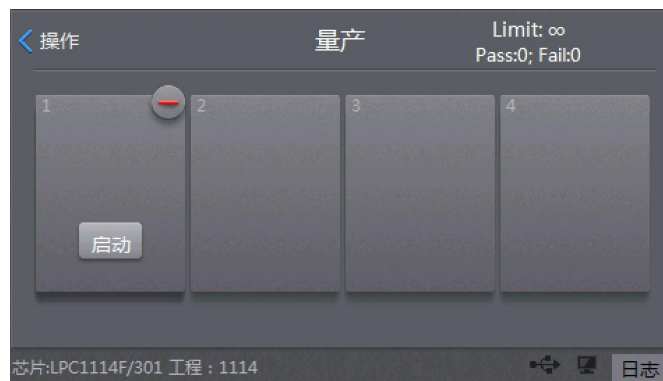 操作
量产
Limit: ∞
Pass:0; Fail:0
1
2
3
4
启动
芯片:LPC1114F/301 工程：1114
日志